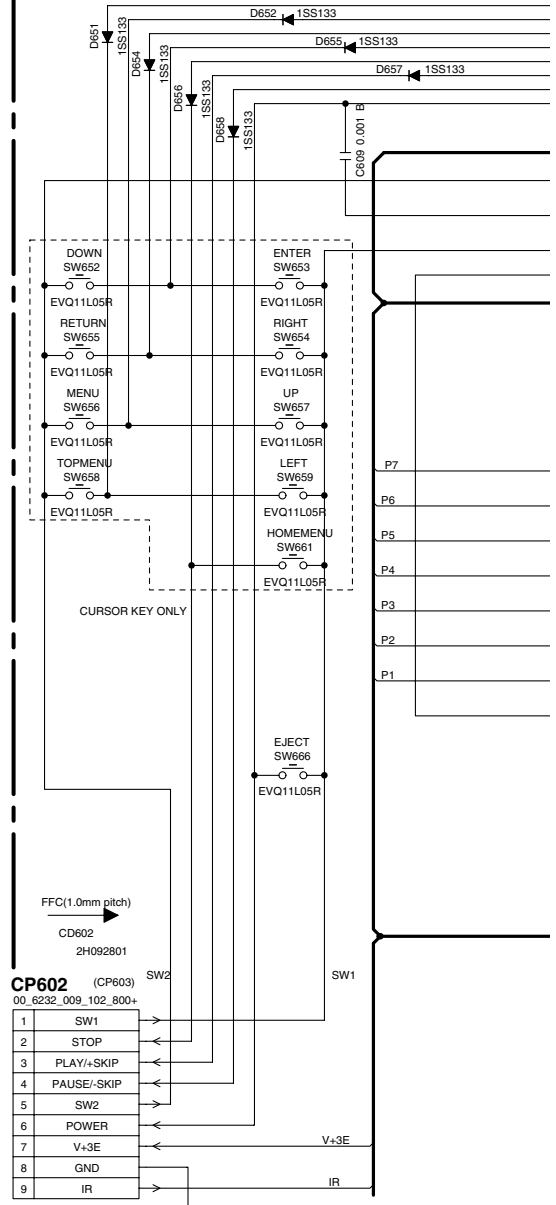 D651
1SS133
D652 1SS133
D654
1SS133
D655 1SS133
D656
1SS133
D657 1SS133
D658
1SS133
C609 0.001 B
DOWN
SW652
EVQ11L05R
ENTER
SW653
EVQ11L05R
RETURN
SW655
EVQ11L05R
RIGHT
SW654
EVQ11L05R
MENU
SW656
EVQ11L05R
UP
SW657
EVQ11L05R
TOPMENU
SW658
EVQ11L05R
LEFT
SW659
EVQ11L05R
HOMEMENU
SW661
EVQ11L05R
CURSOR KEY ONLY
P7
P6
P5
P4
P3
P2
P1
EJECT
SW666
EVQ11L05R
FFC(1.0mm pitch)
CD602
2H092801
CP602 (CP603)
00_6232_009_102_800+
SW2
SW1
1 SW1
2 STOP
3 PLAY/+SKIP
4 PAUSE/-SKIP
5 SW2
6 POWER
7 V+3E
8 GND
9 IR
V+3E
IR